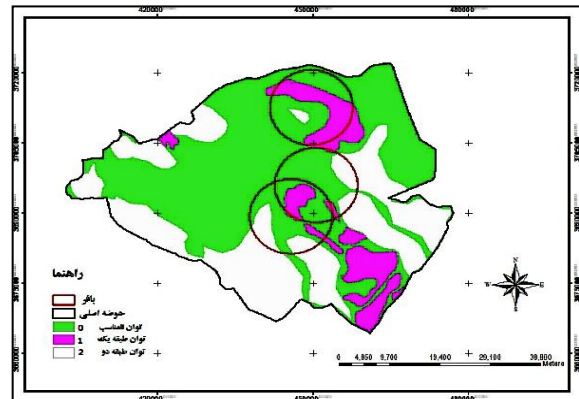 420000 450000 480000
راهنما
بافر
حوضه اصلی
توان نامناسب 0
توان طبقه یک 1
توان طبقه دو 2
N
W E
S
0 4,850 9,700 19,400 29,100 38,800
Meters
420000 450000 480000